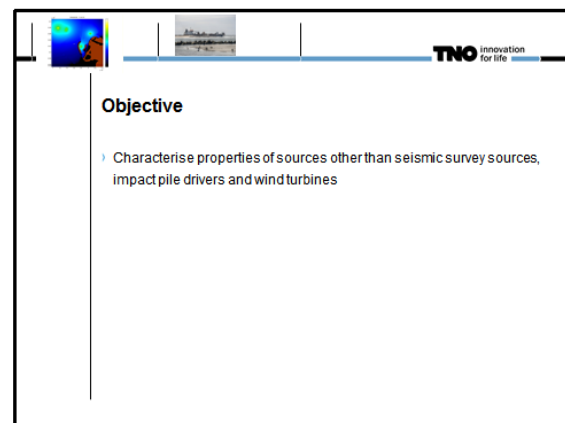 TNO innovation
for life
Objective
› Characterise properties of sources other than seismic survey sources,
impact pile drivers and wind turbines